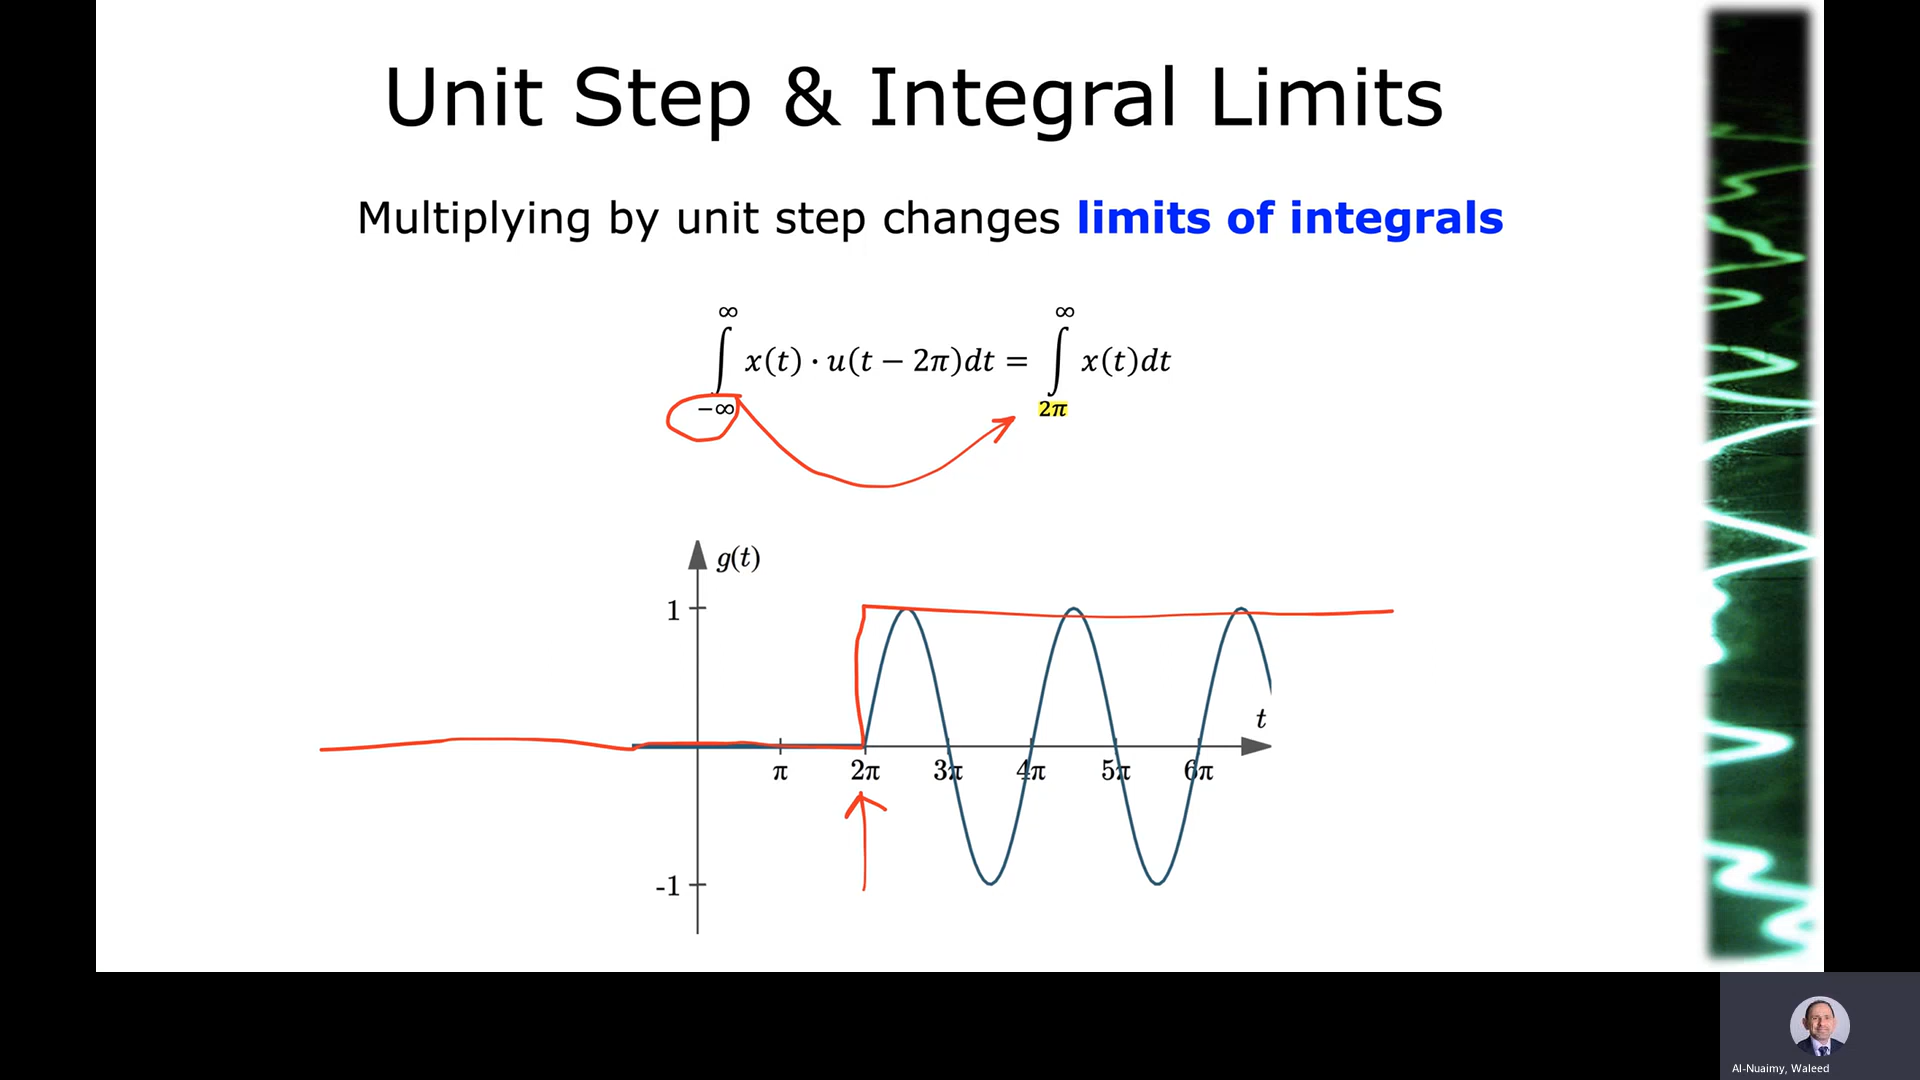 Unit Step & Integral Limits
Multiplying by unit step changes limits of integrals
∞ ∞
∫ x(t) · u(t − 2π)dt = ∫ x(t)dt
−∞ 2π
g(t)
1
t
π 2π 3π 4π 5π 6π
-1
Al-Nuaimy, Waleed